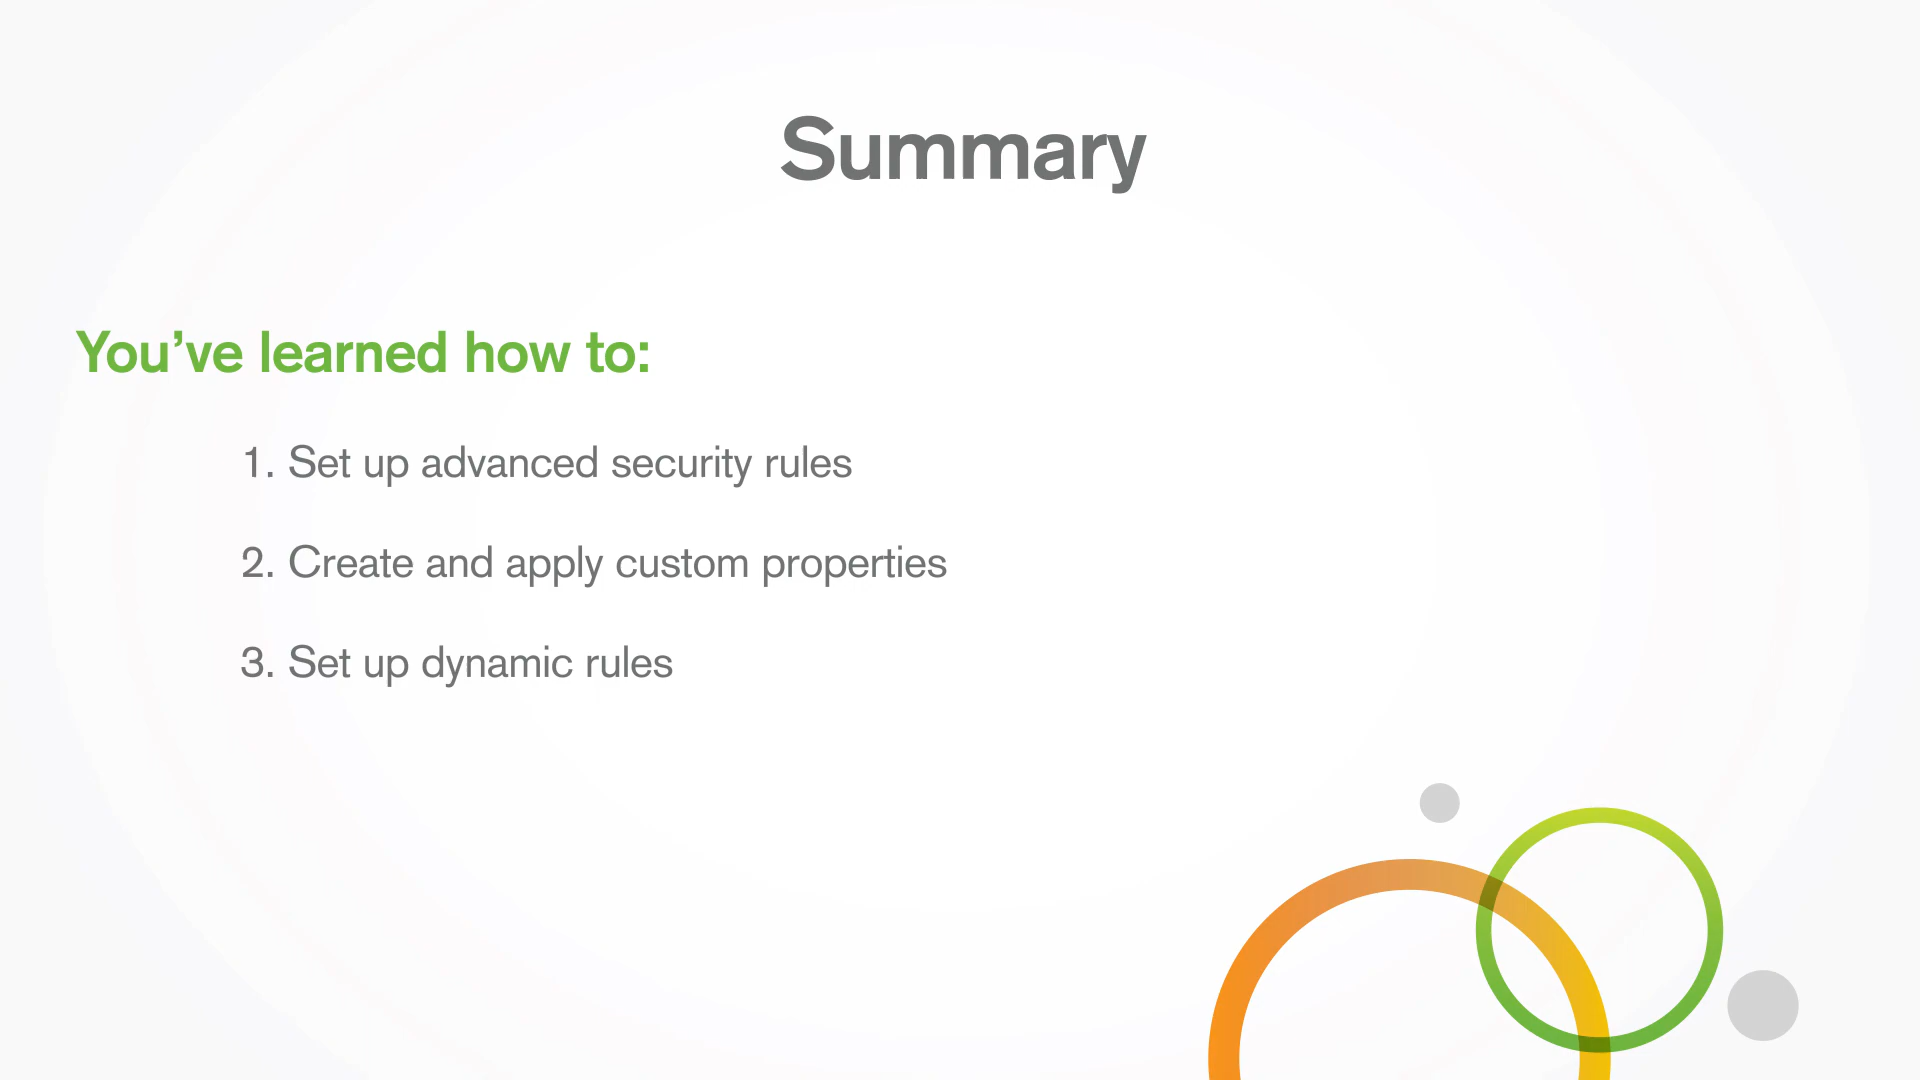 Summary
You’ve learned how to:
1. Set up advanced security rules
2. Create and apply custom properties
3. Set up dynamic rules